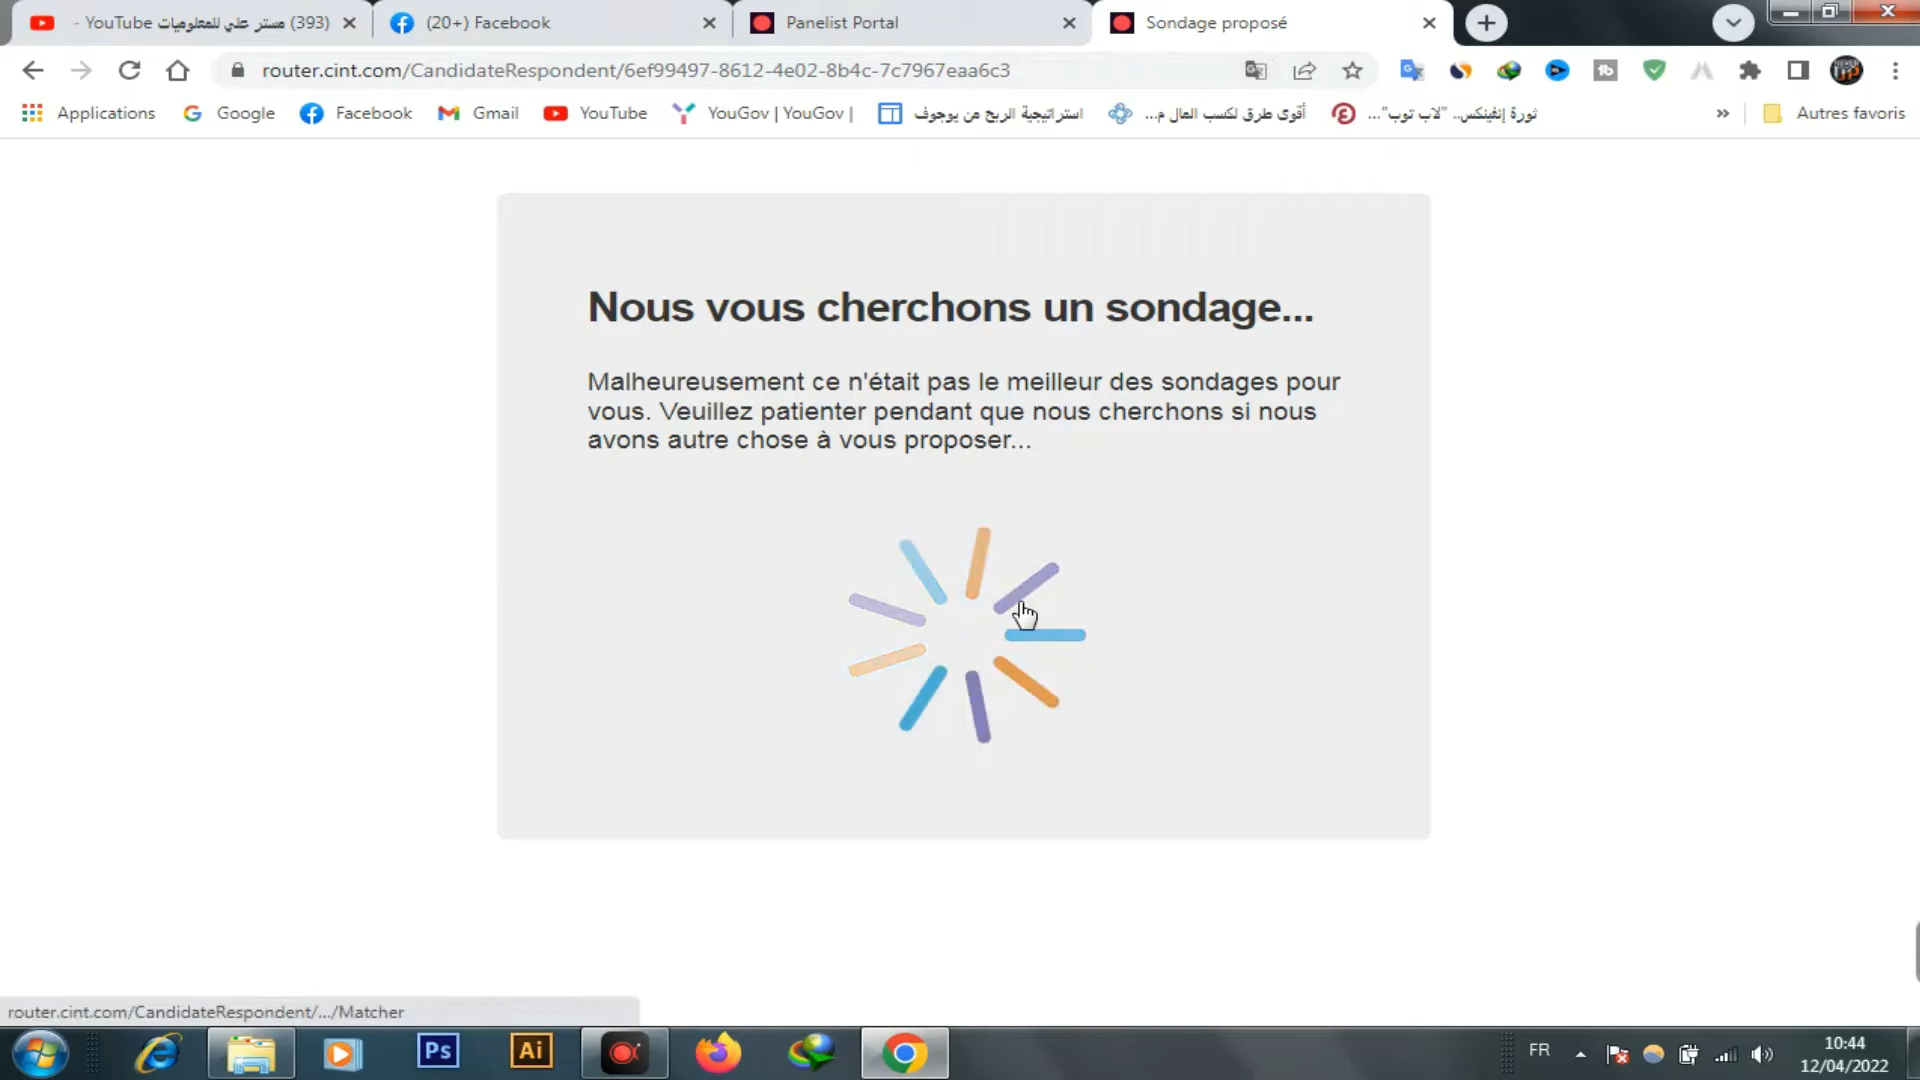 (393) مستر علي للمعلوميات - YouTube
(20+) Facebook
Panelist Portal
Sondage proposé
router.cint.com/CandidateRespondent/6ef99497-8612-4e02-8b4c-7c7967eaa6c3
Applications
Google
Facebook
Gmail
YouTube
YouGov | YouGov |
استراتيجية الربح من يوجوف
أقوى طرق لكسب المال م...
ثورة إنفينكس.. "لاب توب"...
»
Autres favoris
Nous vous cherchons un sondage...
Malheureusement ce n'était pas le meilleur des sondages pour
vous. Veuillez patienter pendant que nous cherchons si nous
avons autre chose à vous proposer...
router.cint.com/CandidateRespondent/.../Matcher
Ps
Ai
FR
10:44
12/04/2022